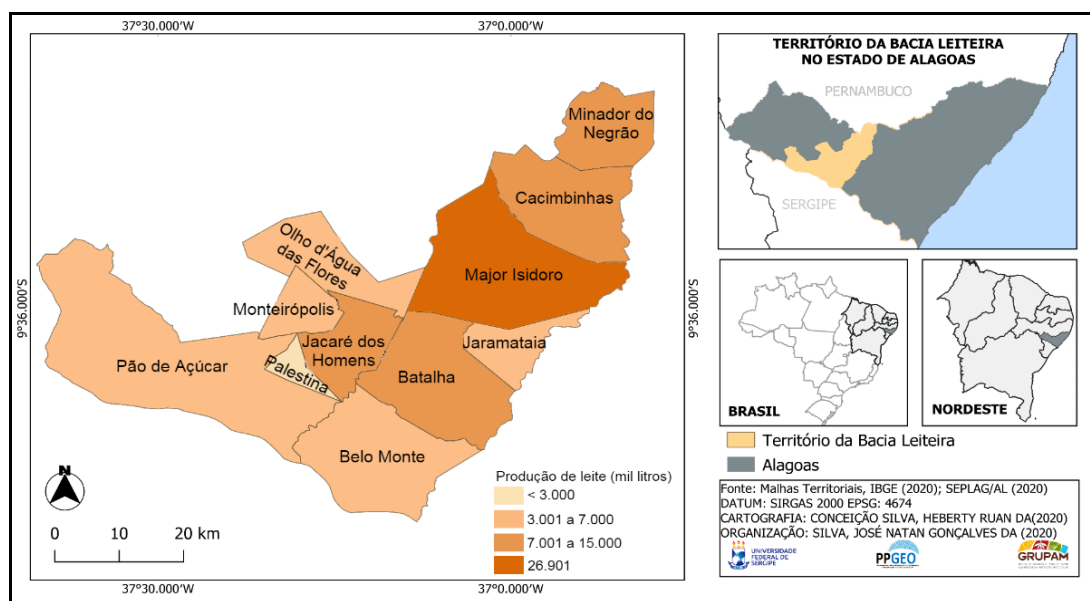 37°30.000'W
37°0.000'W
9°36.000'S
Minador do
Negrão
Cacimbinhas
Olho d'Água
das Flores
Major Isidoro
Monteirópolis
Jacaré dos
Homens
Jaramataia
Pão de Açúcar
Palestina
Batalha
Belo Monte
N
0 10 20 km
Produção de leite (mil litros)
< 3.000
3.001 a 7.000
7.001 a 15.000
26.901
37°30.000'W
37°0.000'W
9°36.000'S
TERRITÓRIO DA BACIA LEITEIRA
NO ESTADO DE ALAGOAS
PERNAMBUCO
SERGIPE
BRASIL
NORDESTE
Território da Bacia Leiteira
Alagoas
Fonte: Malhas Territoriais, IBGE (2020); SEPLAG/AL (2020)
DATUM: SIRGAS 2000 EPSG: 4674
CARTOGRAFIA: CONCEIÇÃO SILVA, HEBERTY RUAN DA(2020)
ORGANIZAÇÃO: SILVA, JOSÉ NATAN GONÇALVES DA (2020)
UNIVERSIDADE
FEDERAL DE
SERGIPE
PPGEO
GRUPAM